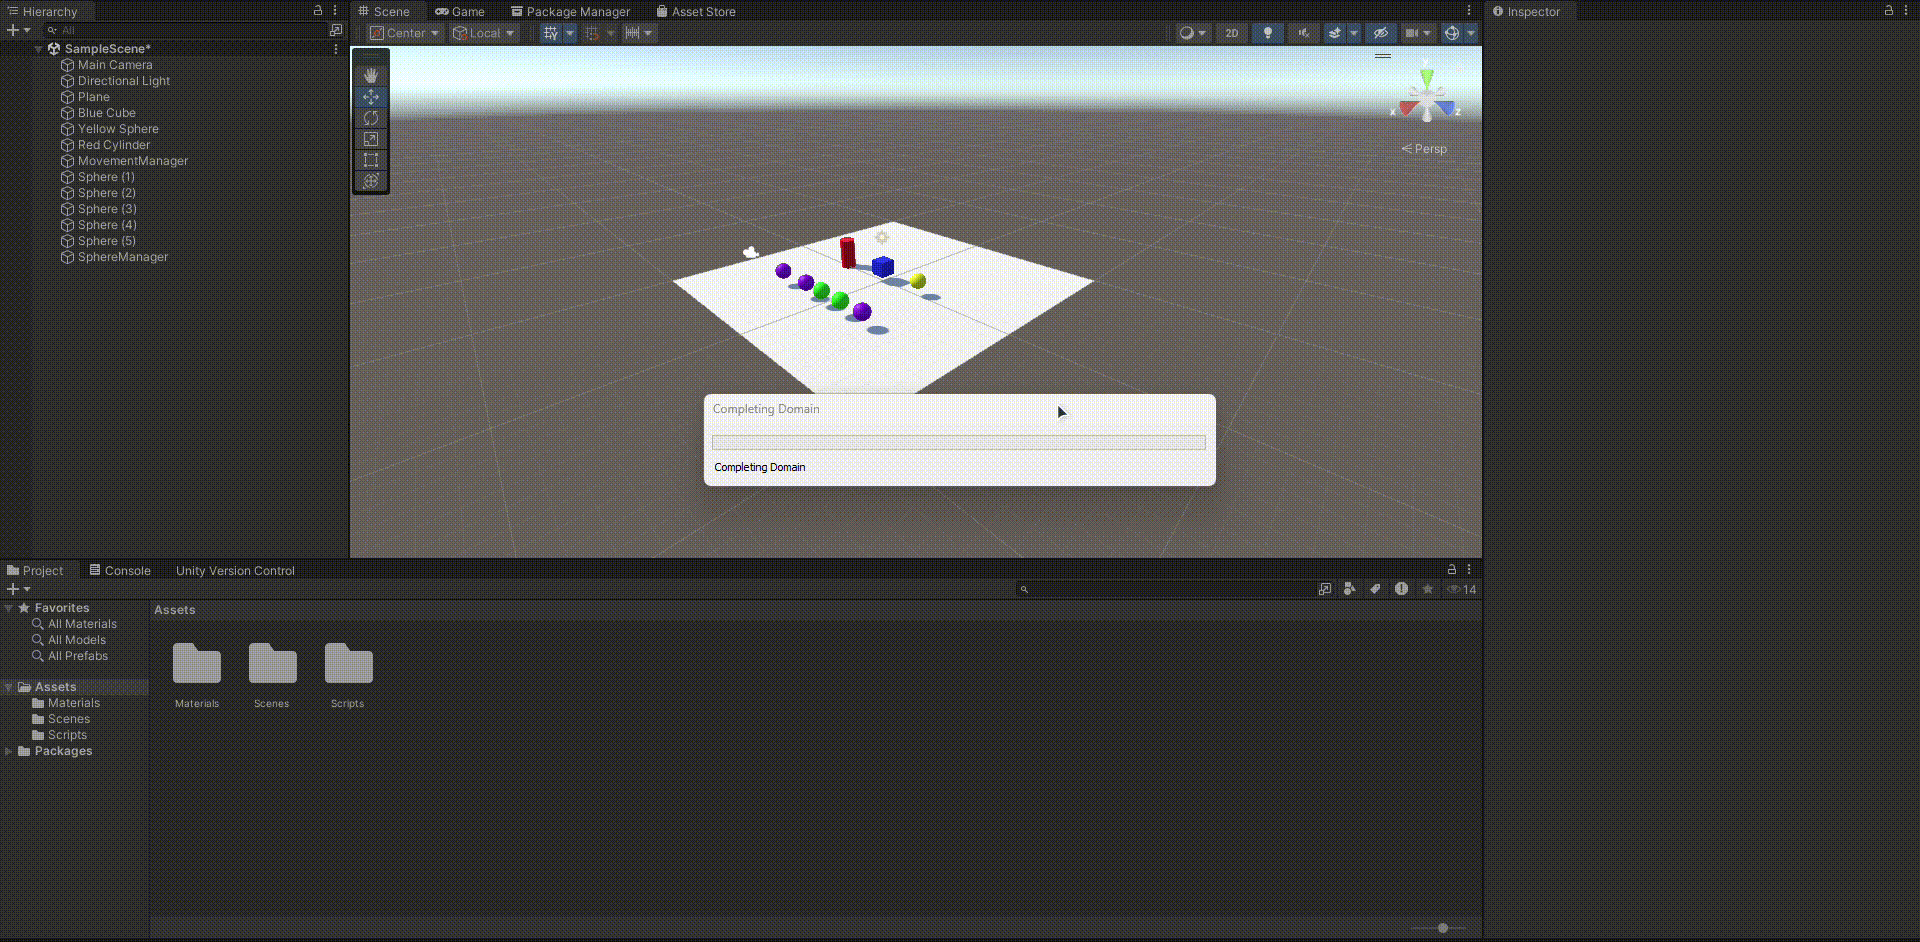 Hierarchy
All
SampleScene*
Main Camera
Directional Light
Plane
Blue Cube
Yellow Sphere
Red Cylinder
MovementManager
Sphere (1)
Sphere (2)
Sphere (3)
Sphere (4)
Sphere (5)
SphereManager
Scene Game Package Manager Asset Store
Center Local 2D
y
x z
Persp
Completing Domain
Completing Domain
Inspector
Project Console Unity Version Control
14
Favorites
All Materials
All Models
All Prefabs
Assets
Materials
Scenes
Scripts
Packages
Assets
Materials Scenes Scripts